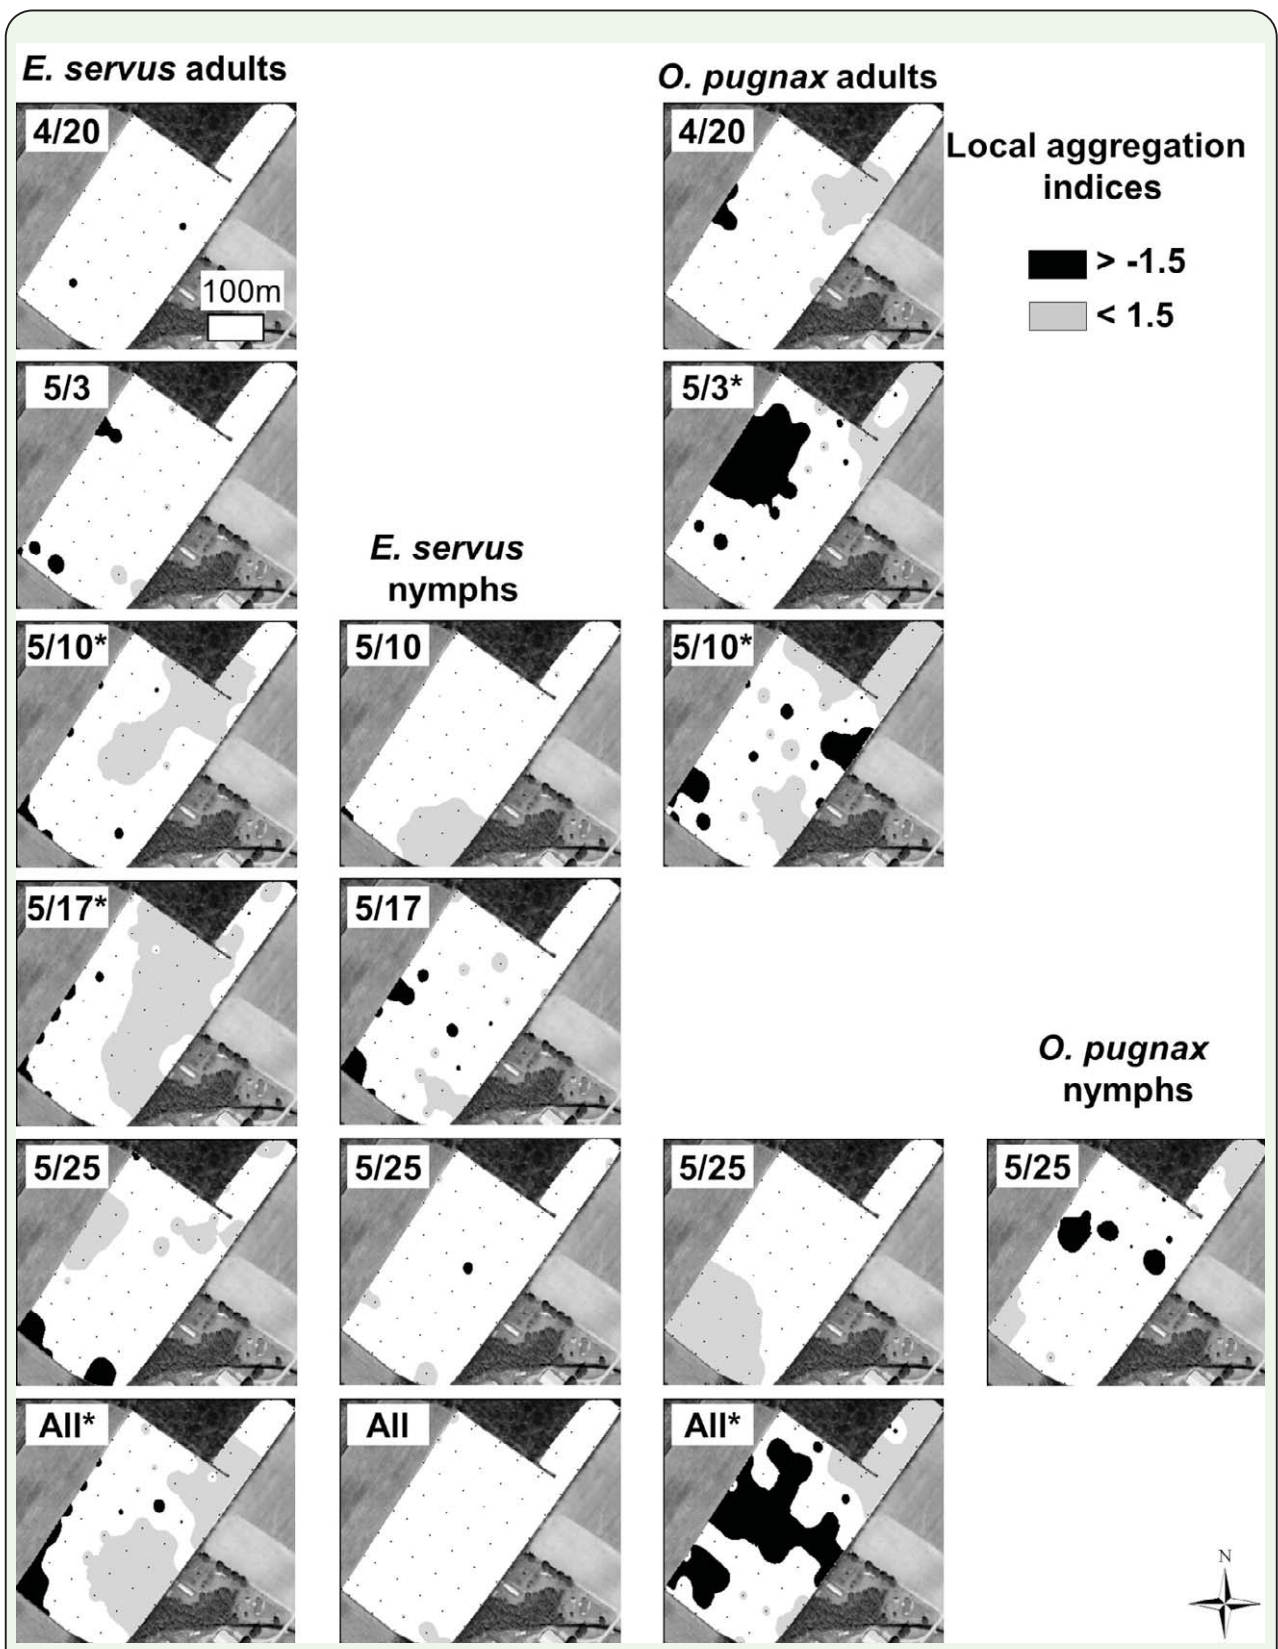 E. servus adults
O. pugnax adults
4/20
100m
4/20
Local aggregation
indices
> -1.5
< 1.5
5/3
5/3*
E. servus
nymphs
5/10*
5/10
5/10*
5/17*
5/17
O. pugnax
nymphs
5/25
5/25
5/25
5/25
All*
All
All*
N